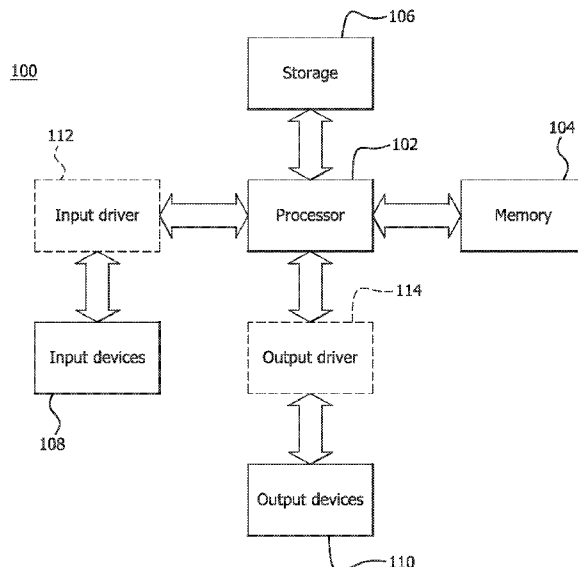 106
100
Storage
112
102
104
Input driver
Processor
Memory
114
Input devices
Output driver
108
Output devices
110